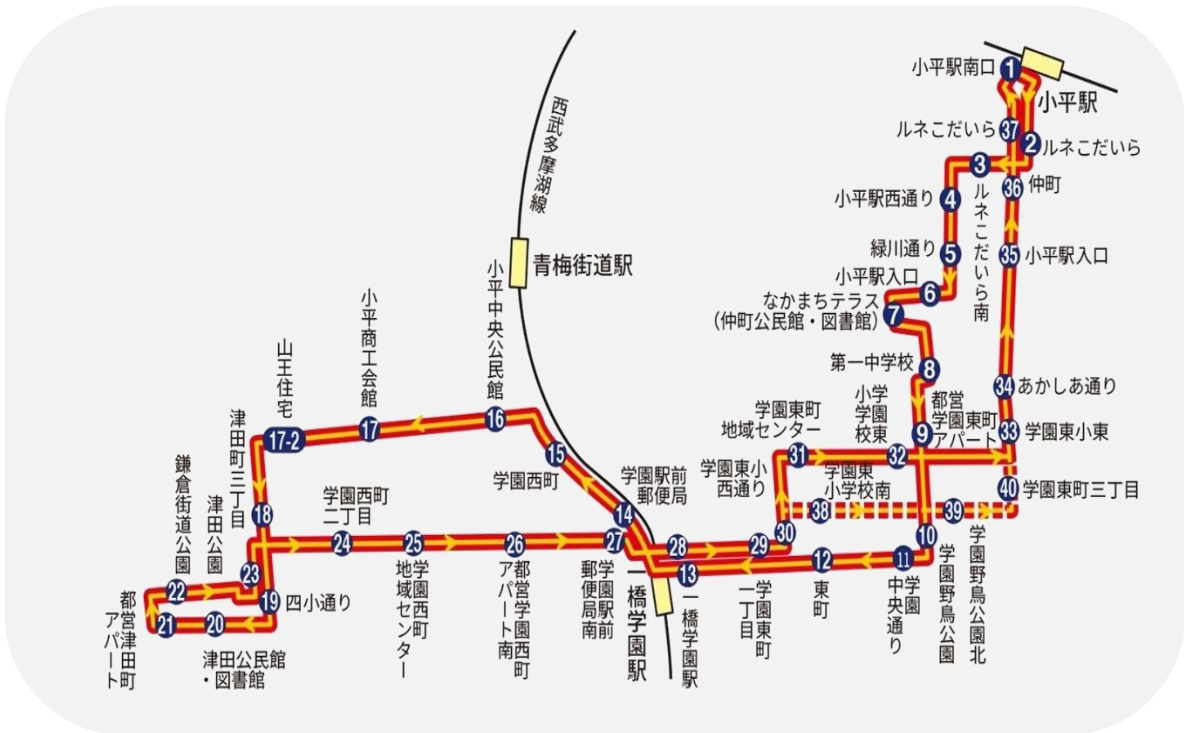 小平駅南口
1
小平駅
ルネこだいら
37
2
ルネこだいら
3
ルネこだいら南
36
仲町
小平駅西通り
4
緑川通り
5
小平駅入口
6
35
小平駅入口
なかまちテラス
(仲町公民館・図書館)
7
第一中学校
8
34
あかしあ通り
西武多摩湖線
青梅街道駅
小平中央公民館
16
小平商工会館
17
山王住宅
17-2
津田町三丁目
18
15
学園西町
学園駅前
郵便局
14
学園東町
地域センター
31
小学
学園
校東
32
都営
学園東町
アパート
9
33
学園東小東
学園東小
西通り
30
学園東
小学校南
38
39
40
学園東町三丁目
鎌倉街道公園
22
津田公園
23
学園西町
二丁目
24
25
学園西町
地域センター
26
都営学園西町
アパート南
27
学園駅前
郵便局南
28
29
一橋学園駅
13
一橋学園駅
学園東町
一丁目
12
東町
11
学園
中央通り
10
学園野鳥公園
学園野鳥公園北
19
四小通り
都営津田町
アパート
21
20
津田公民館
・図書館